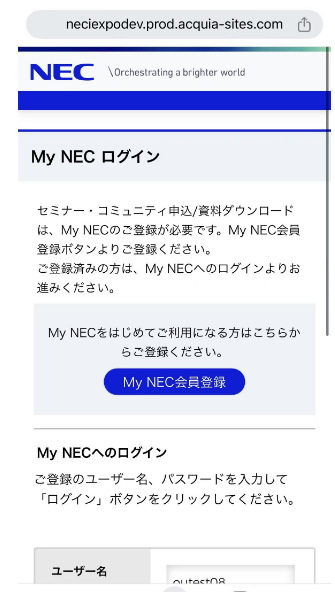 neciexpodev.prod.acquia-sites.com
NEC \Orchestrating a brighter world
My NEC ログイン
セミナー・コミュニティ申込/資料ダウンロード
は、My NECのご登録が必要です。My NEC会員
登録ボタンよりご登録ください。
ご登録済みの方は、My NECへのログインよりお
進みください。
My NECをはじめてご利用になる方はこちらか
らご登録ください。
My NEC会員登録
My NECへのログイン
ご登録のユーザー名、パスワードを入力して
「ログイン」ボタンをクリックしてください。
ユーザー名